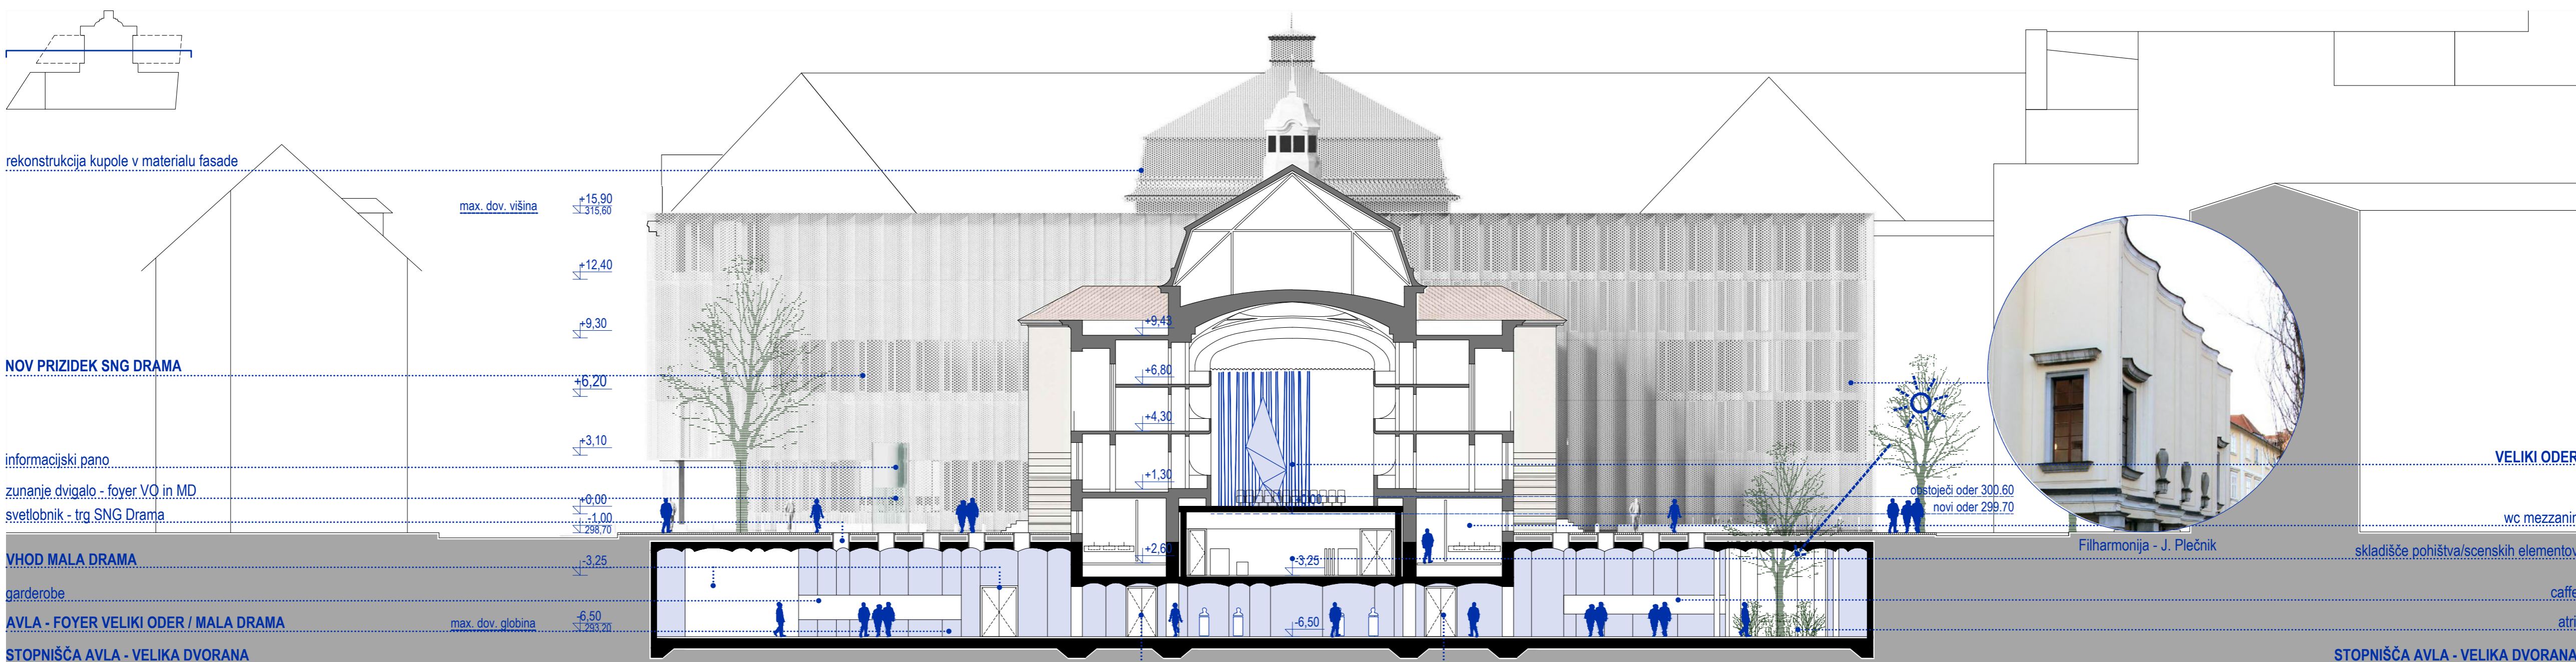 rekonstrukcija kupole v materialu fasade
max. dov. višina
+15,90
315,60
+12,40
+9,30
+9,43
NOV PRIZIDEK SNG DRAMA
+6,20
+6,80
+4,30
+3,10
informacijski pano
VELIKI ODER
+1,30
zunanje dvigalo - foyer VO in MD
obstoječi oder 300.60
+0,00
+0,00
svetlobnik - trg SNG Drama
novi oder 299.70
-1,00
298,70
wc mezzanin
Filharmonija - J. Plečnik
+2,60
skladišče pohištva/scenskih elementov
VHOD MALA DRAMA
-3,25
-3,25
garderobe
caffe
-6,50
293,20
AVLA - FOYER VELIKI ODER / MALA DRAMA
max. dov. globina
-6,50
atri
STOPNIŠČA AVLA - VELIKA DVORANA
STOPNIŠČA AVLA - VELIKA DVORANA